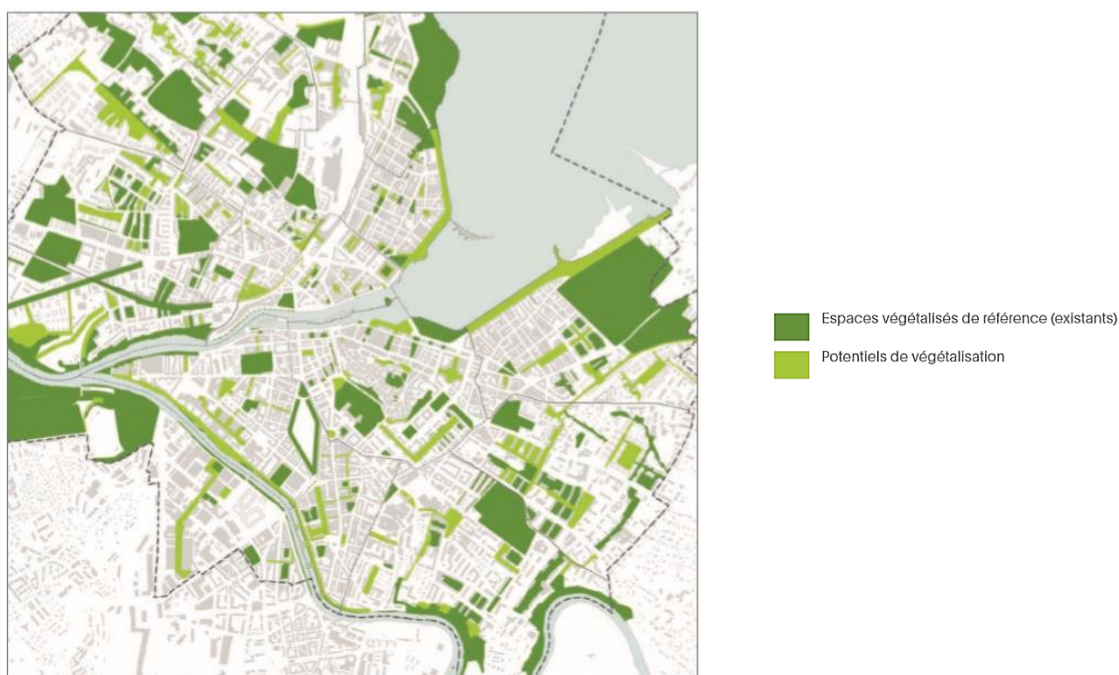 Espaces végétalisés de référence (existants)
Potentiels de végétalisation